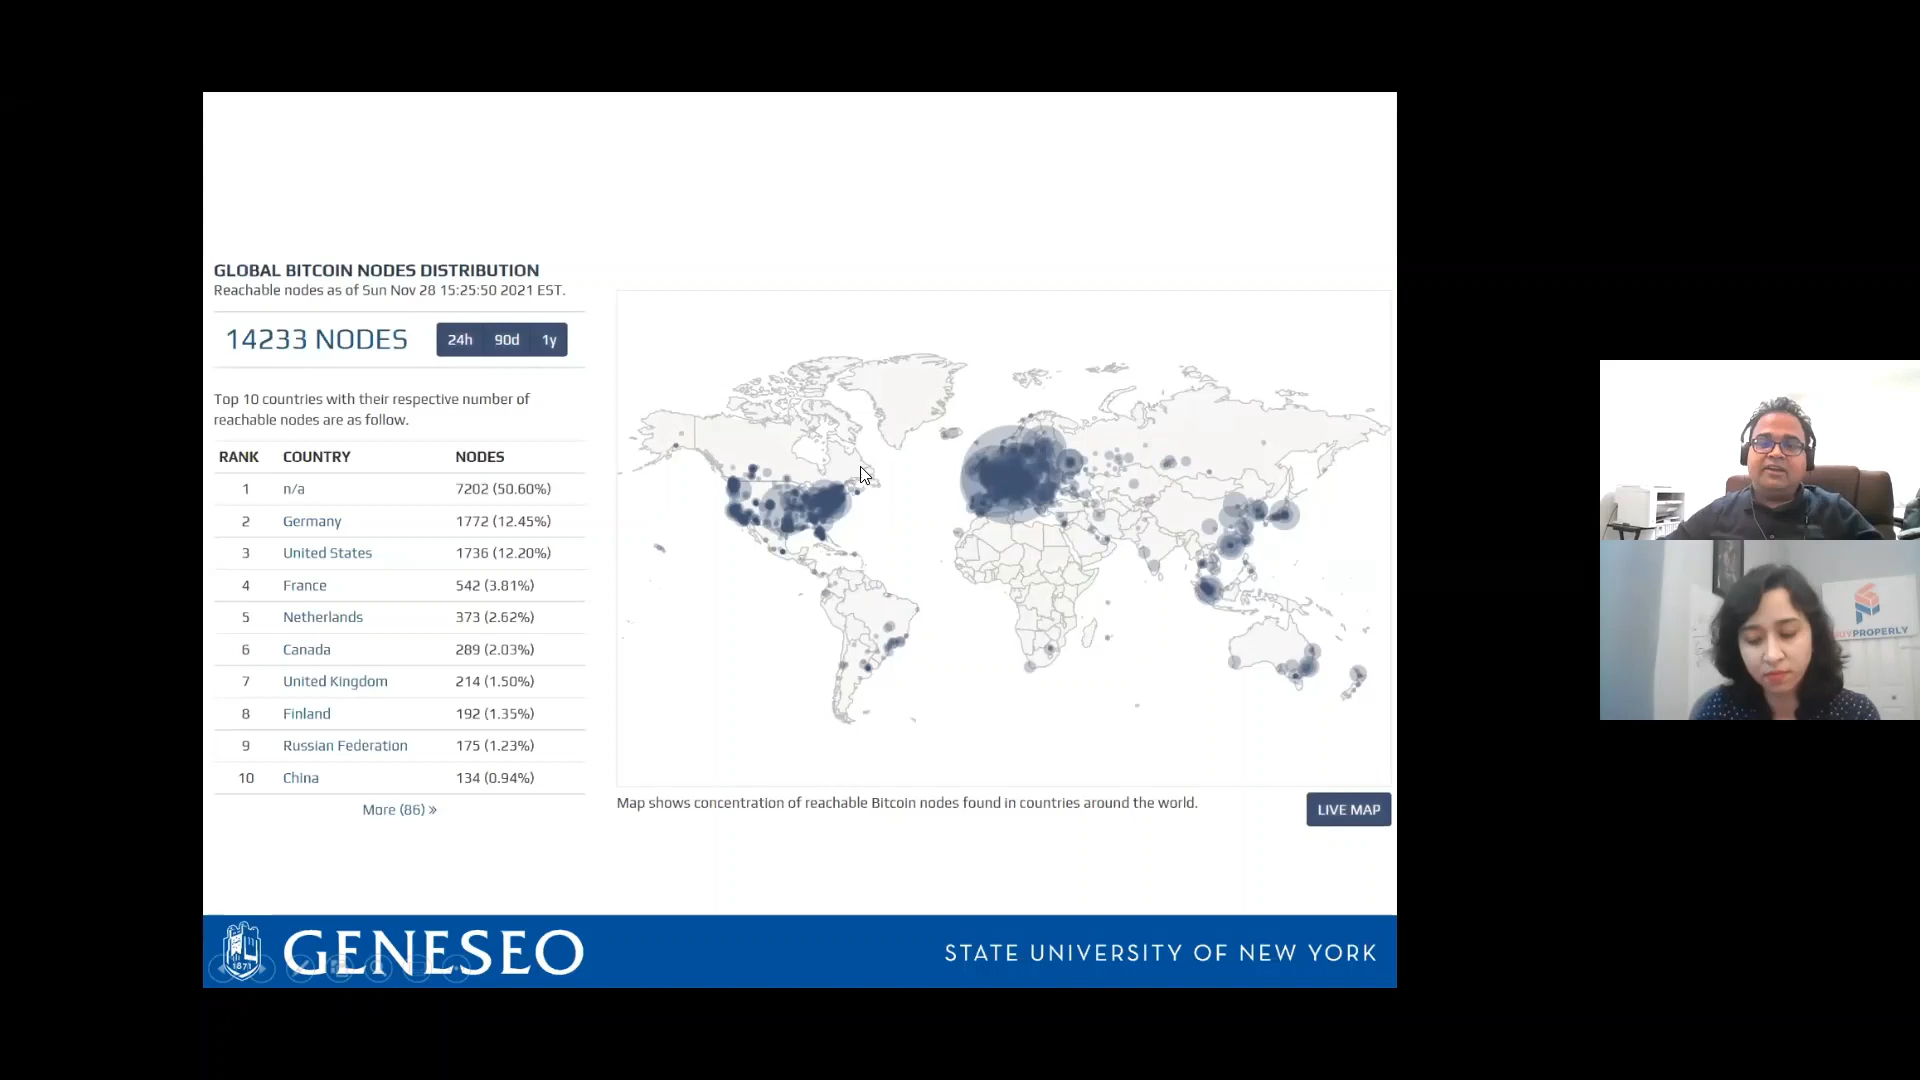 GLOBAL BITCOIN NODES DISTRIBUTION
Reachable nodes as of Sun Nov 28 15:25:50 2021 EST.
14233 NODES 24h 90d 1y
Top 10 countries with their respective number of
reachable nodes are as follow.
RANK COUNTRY NODES
1 n/a 7202 (50.60%)
2 Germany 1772 (12.45%)
3 United States 1736 (12.20%)
4 France 542 (3.81%)
5 Netherlands 373 (2.62%)
6 Canada 289 (2.03%)
7 United Kingdom 214 (1.50%)
8 Finland 192 (1.35%)
9 Russian Federation 175 (1.23%)
10 China 134 (0.94%)
More (86) »
Map shows concentration of reachable Bitcoin nodes found in countries around the world.
LIVE MAP
1871
GENESEO
STATE UNIVERSITY OF NEW YORK